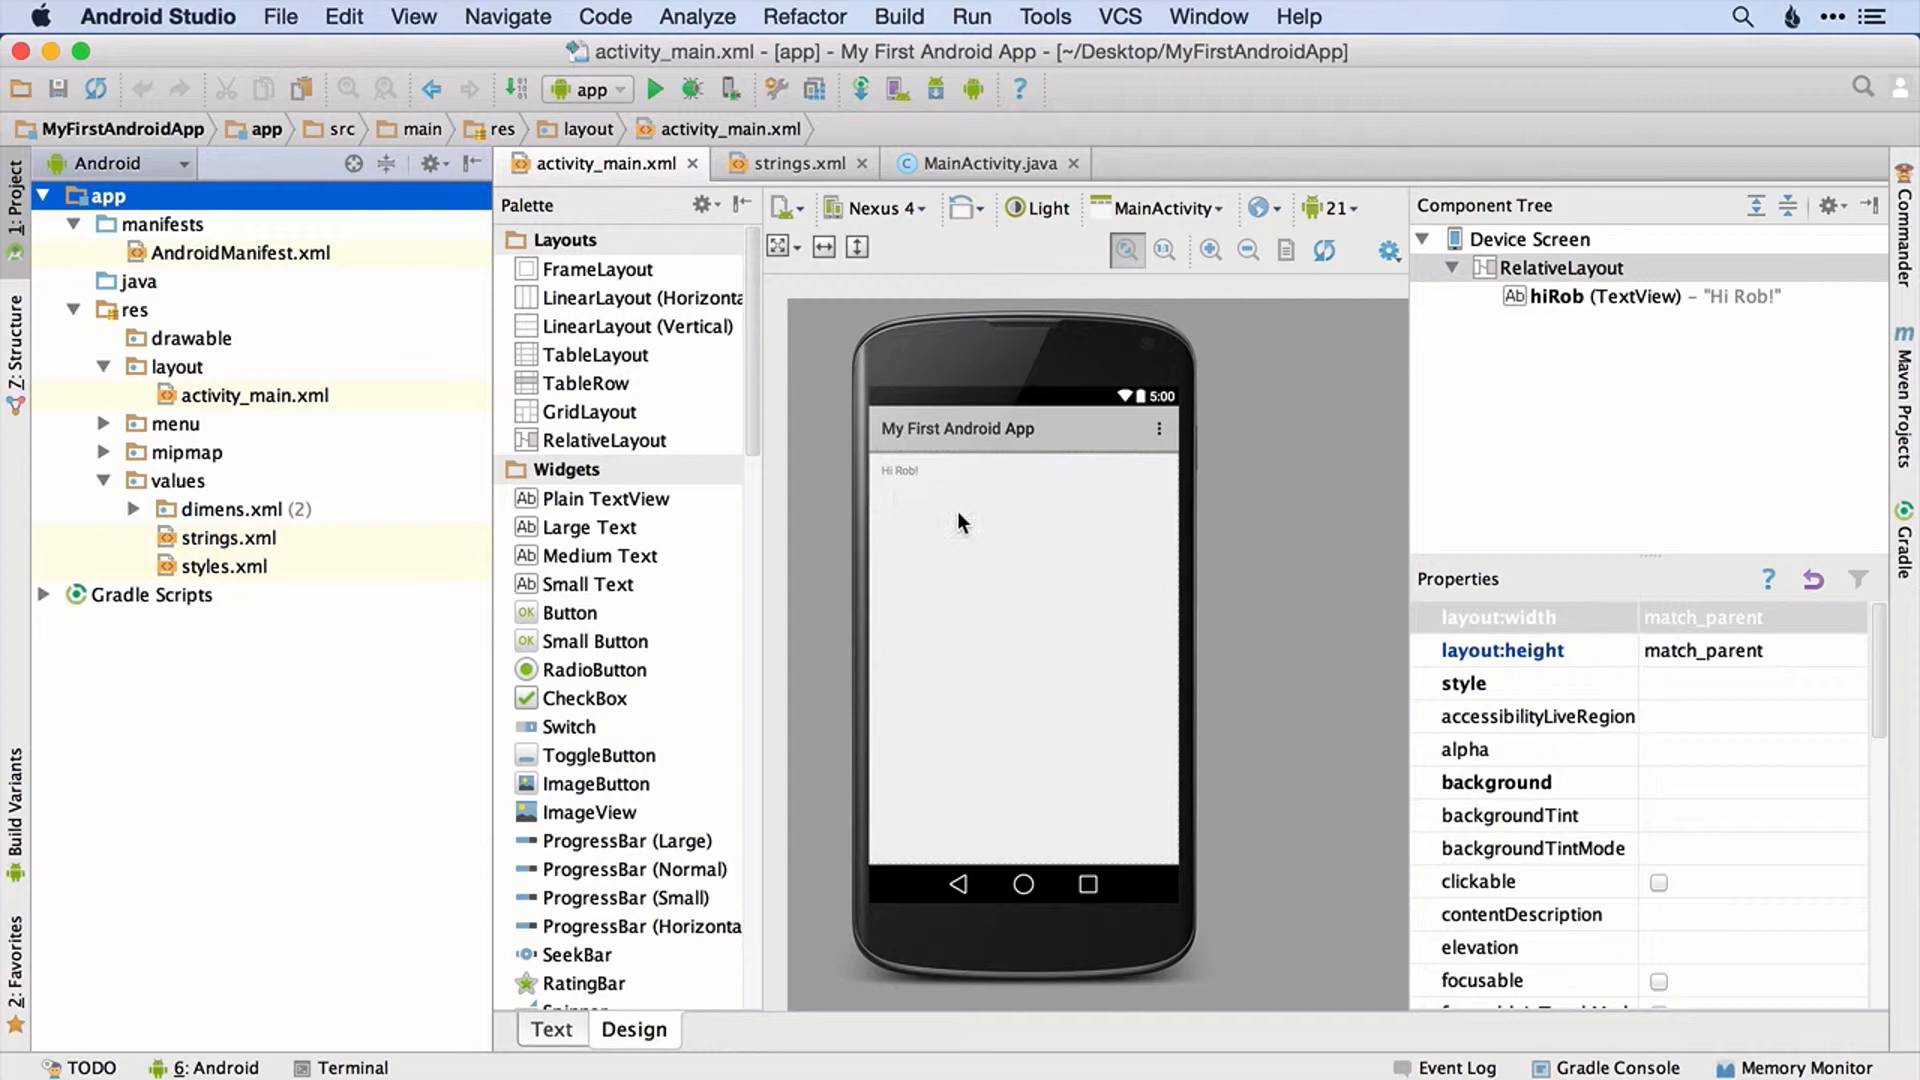 Android Studio File Edit View Navigate Code Analyze Refactor Build Run Tools VCS Window Help
activity_main.xml - [app] - My First Android App - [~/Desktop/MyFirstAndroidApp]
app
MyFirstAndroidApp app src main res layout activity_main.xml
Android
activity_main.xml strings.xml MainActivity.java
1: Project
Z: Structure
Build Variants
2: Favorites
app
manifests
AndroidManifest.xml
java
res
drawable
layout
activity_main.xml
menu
mipmap
values
dimens.xml (2)
strings.xml
styles.xml
Gradle Scripts
Palette
Layouts
FrameLayout
LinearLayout (Horizonta
LinearLayout (Vertical)
TableLayout
TableRow
GridLayout
RelativeLayout
Widgets
Ab Plain TextView
Ab Large Text
Ab Medium Text
Ab Small Text
OK Button
OK Small Button
RadioButton
CheckBox
Switch
ToggleButton
ImageButton
ImageView
ProgressBar (Large)
ProgressBar (Normal)
ProgressBar (Small)
ProgressBar (Horizonta
SeekBar
RatingBar
Text Design
Nexus 4 Light MainActivity 21
5:00
My First Android App
Hi Rob!
Component Tree
Device Screen
RelativeLayout
Ab hiRob (TextView) – "Hi Rob!"
Properties
layout:width match_parent
layout:height match_parent
style
accessibilityLiveRegion
alpha
background
backgroundTint
backgroundTintMode
clickable
contentDescription
elevation
focusable
Commander
m Maven Projects
Gradle
TODO 6: Android Terminal Event Log Gradle Console Memory Monitor